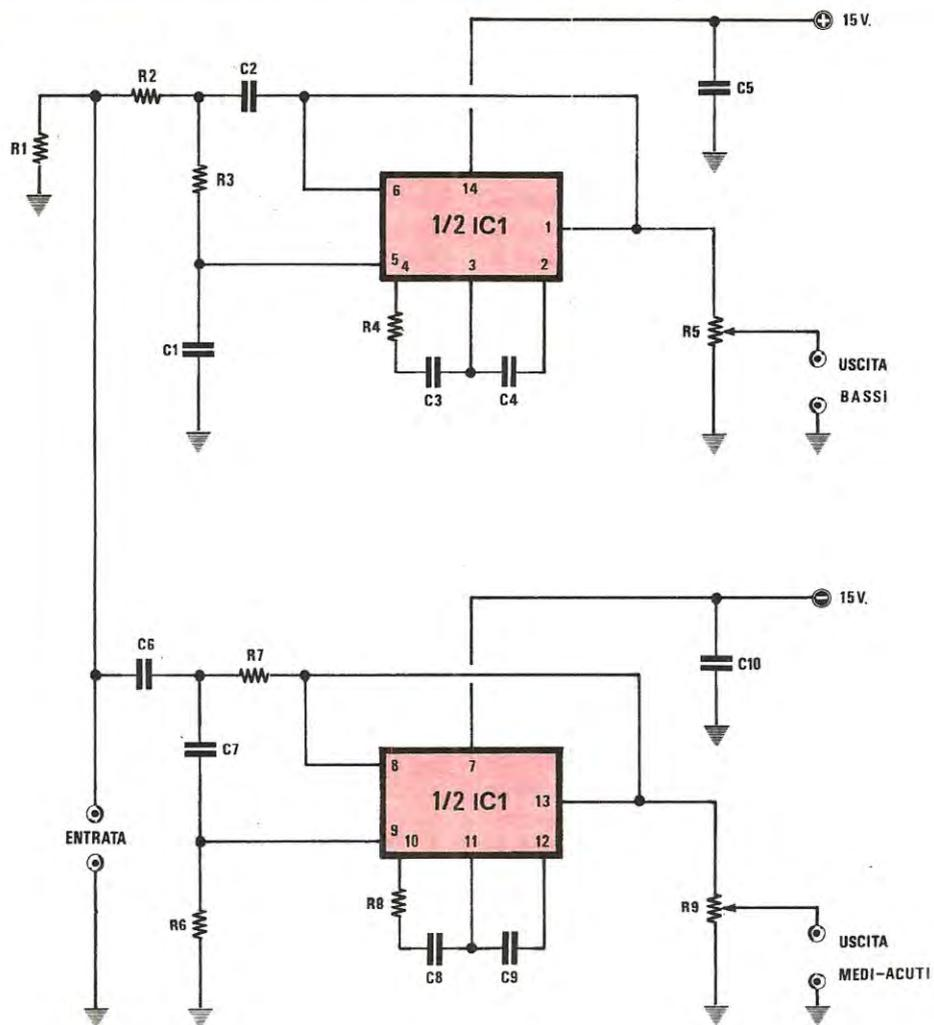 15 V.
C2
R2
C5
R1
R3
6
14
1/2 IC1
1
5
4
3
2
R4
C1
C3
C4
R5
USCITA
BASSI
15 V.
C6
R7
C10
C7
8
7
1/2 IC1
13
9
10
11
12
ENTRATA
R6
R8
C8
C9
R9
USCITA
MEDI-ACUTI